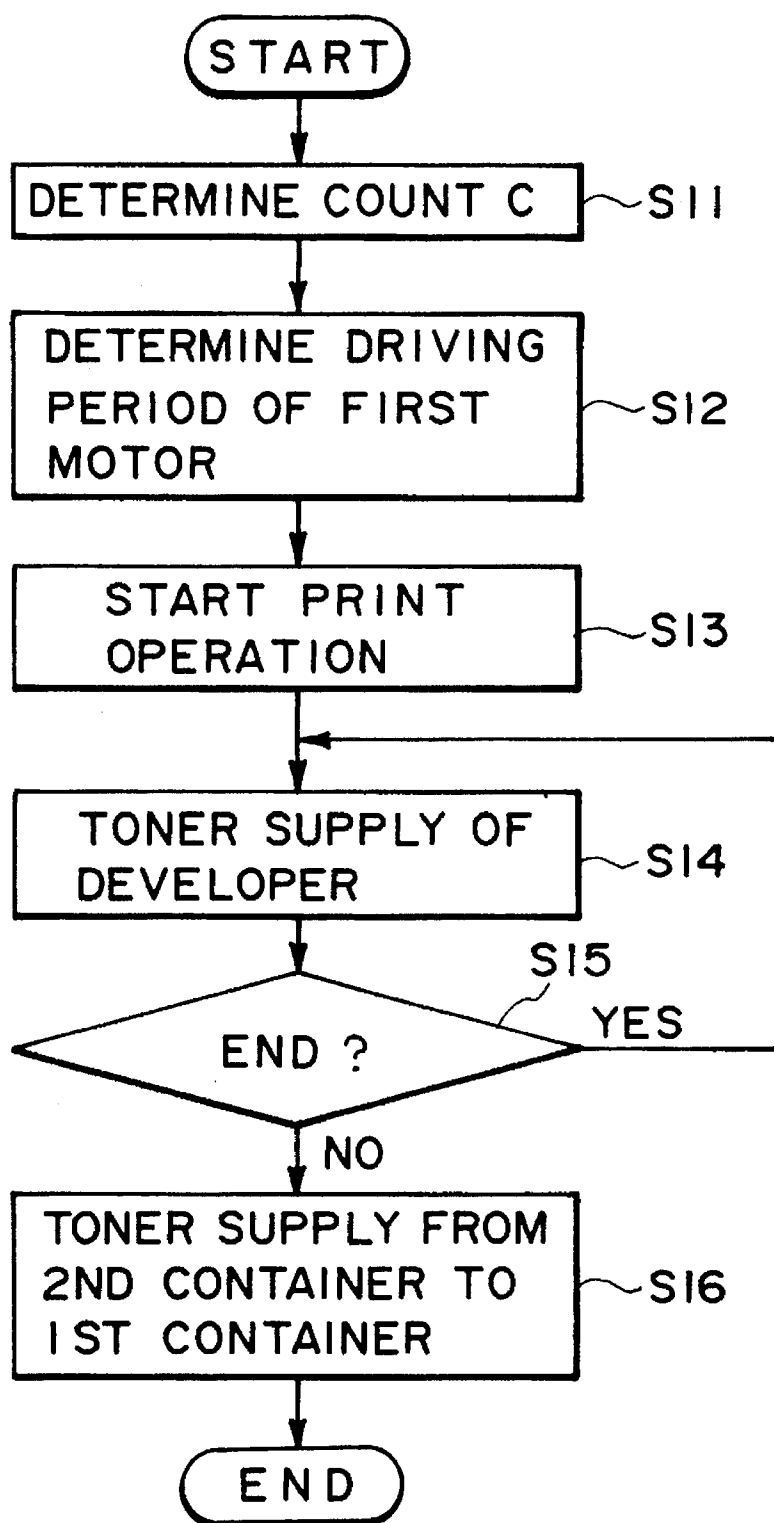 START
DETERMINE COUNT C
S11
DETERMINE DRIVING
PERIOD OF FIRST
MOTOR
S12
START PRINT
OPERATION
S13
TONER SUPPLY OF
DEVELOPER
S14
S15
END ?
YES
NO
TONER SUPPLY FROM
2ND CONTAINER TO
1ST CONTAINER
S16
END